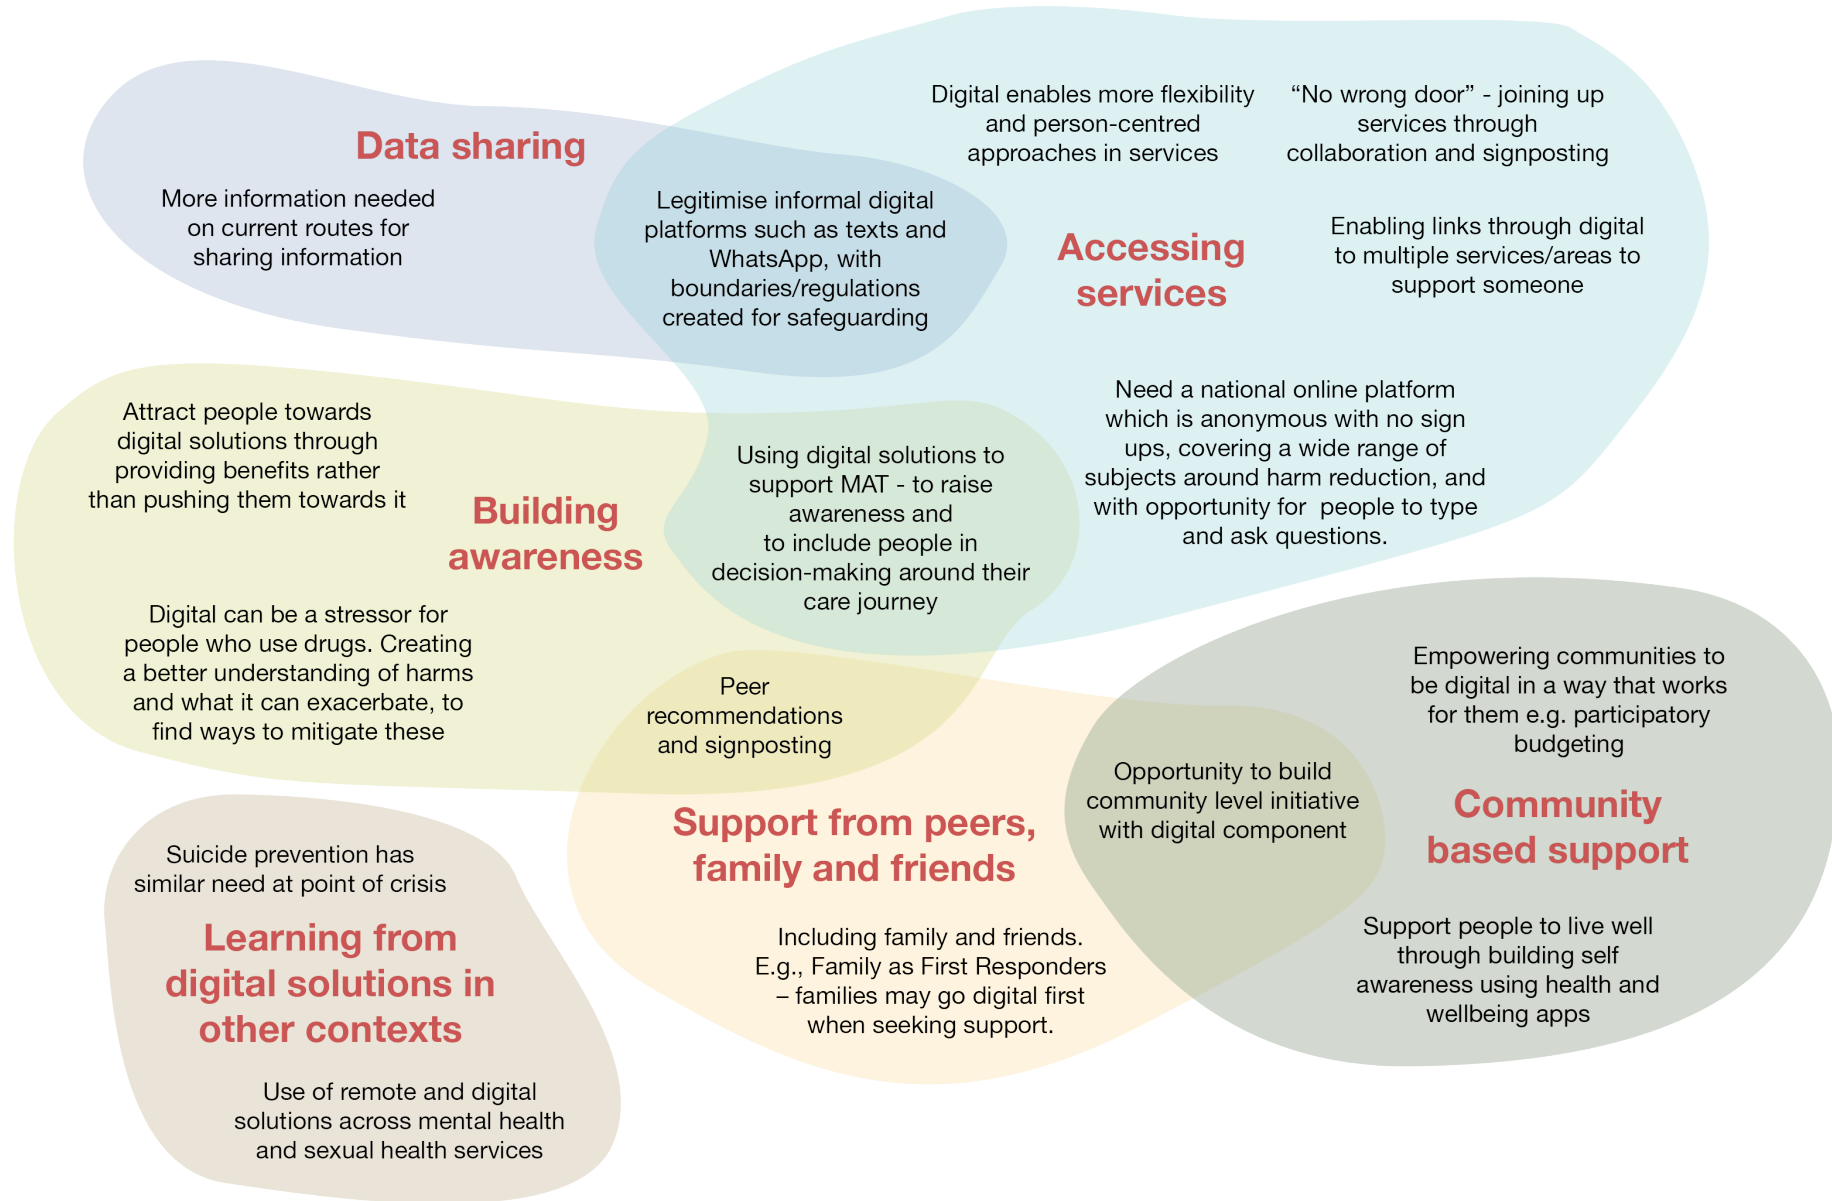 Data sharing
More information needed
on current routes for
sharing information
Legitimise informal digital
platforms such as texts and
WhatsApp, with
boundaries/regulations
created for safeguarding
Digital enables more flexibility
and person-centred
approaches in services
“No wrong door” - joining up
services through
collaboration and signposting
Accessing
services
Enabling links through digital
to multiple services/areas to
support someone
Need a national online platform
which is anonymous with no sign
ups, covering a wide range of
subjects around harm reduction, and
with opportunity for  people to type
and ask questions.
Attract people towards
digital solutions through
providing benefits rather
than pushing them towards it
Building
awareness
Using digital solutions to
support MAT - to raise
awareness and
to include people in
decision-making around their
care journey
Digital can be a stressor for
people who use drugs. Creating
a better understanding of harms
and what it can exacerbate, to
find ways to mitigate these
Peer
recommendations
and signposting
Support from peers,
family and friends
Including family and friends.
E.g., Family as First Responders
– families may go digital first
when seeking support.
Opportunity to build
community level initiative
with digital component
Empowering communities to
be digital in a way that works
for them e.g. participatory
budgeting
Community
based support
Support people to live well
through building self
awareness using health and
wellbeing apps
Suicide prevention has
similar need at point of crisis
Learning from
digital solutions in
other contexts
Use of remote and digital
solutions across mental health
and sexual health services